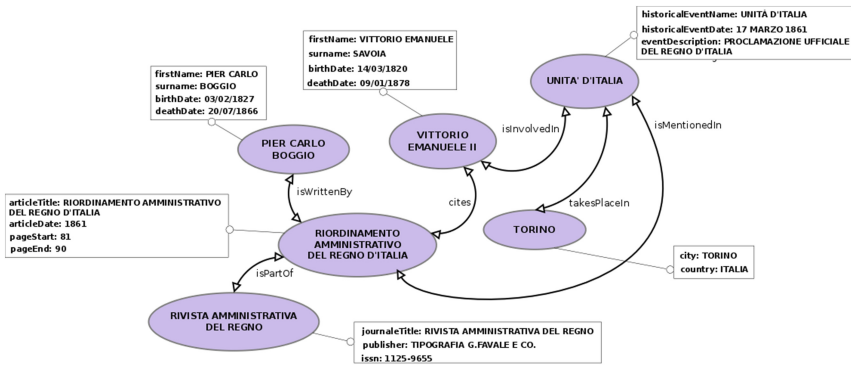 historicalEventName: UNITÀ D'ITALIA
historicalEventDate: 17 MARZO 1861
eventDescription: PROCLAMAZIONE UFFICIALE
DEL REGNO D'ITALIA
firstName: VITTORIO EMANUELE
surname: SAVOIA
birthDate: 14/03/1820
deathDate: 09/01/1878
firstName: PIER CARLO
surname: BOGGIO
birthDate: 03/02/1827
deathDate: 20/07/1866
UNITA' D'ITALIA
isInvolvedIn
isMentionedIn
VITTORIO
EMANUELE II
PIER CARLO
BOGGIO
isWrittenBy
cites
takesPlaceIn
articleTitle: RIORDINAMENTO AMMINISTRATIVO
DEL REGNO D'ITALIA
articleDate: 1861
pageStart: 81
pageEnd: 90
RIORDINAMENTO
AMMINISTRATIVO
DEL REGNO D'ITALIA
TORINO
city: TORINO
country: ITALIA
isPartOf
RIVISTA AMMINISTRATIVA
DEL REGNO
journaleTitle: RIVISTA AMMINISTRATIVA DEL REGNO
publisher: TIPOGRAFIA G.FAVALE E CO.
issn: 1125-9655